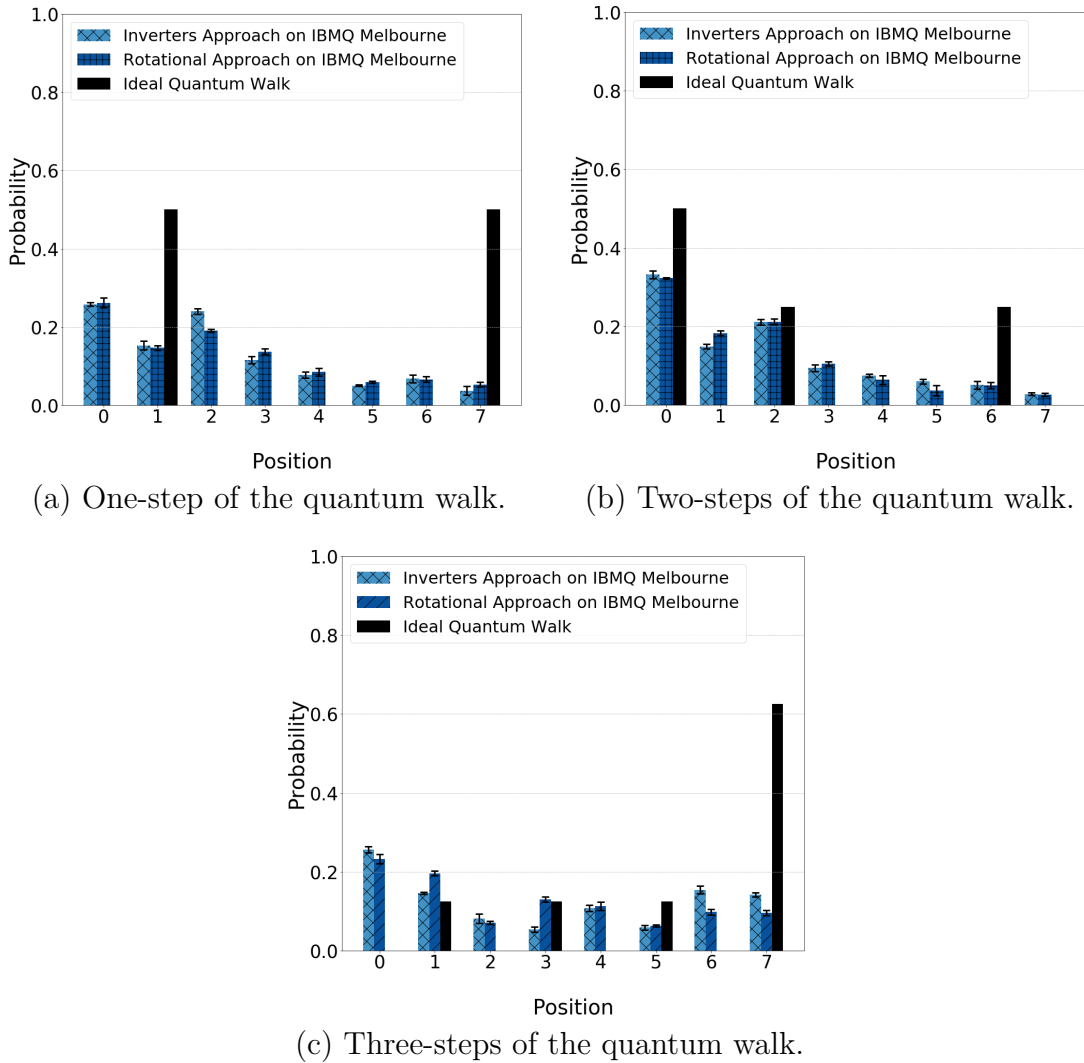 1.0
Inverters Approach on IBMQ Melbourne
Rotational Approach on IBMQ Melbourne
Ideal Quantum Walk
0.8
0.6
0.4
0.2
0.0
Probability
0 1 2 3 4 5 6 7
Position
(a) One-step of the quantum walk.
1.0
Inverters Approach on IBMQ Melbourne
Rotational Approach on IBMQ Melbourne
Ideal Quantum Walk
0.8
0.6
0.4
0.2
0.0
Probability
0 1 2 3 4 5 6 7
Position
(b) Two-steps of the quantum walk.
1.0
Inverters Approach on IBMQ Melbourne
Rotational Approach on IBMQ Melbourne
Ideal Quantum Walk
0.8
0.6
0.4
0.2
0.0
Probability
0 1 2 3 4 5 6 7
Position
(c) Three-steps of the quantum walk.